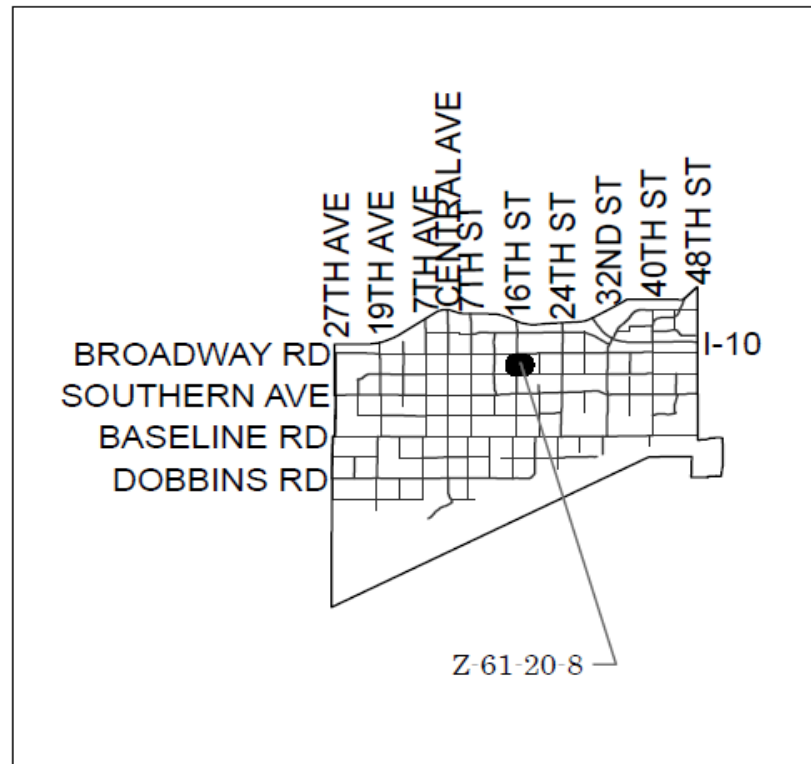 27TH AVE
19TH AVE
7TH AVE
CENTRAL AVE
7TH ST
16TH ST
24TH ST
32ND ST
40TH ST
48TH ST
BROADWAY RD
I-10
SOUTHERN AVE
BASELINE RD
DOBBINS RD
Z-61-20-8